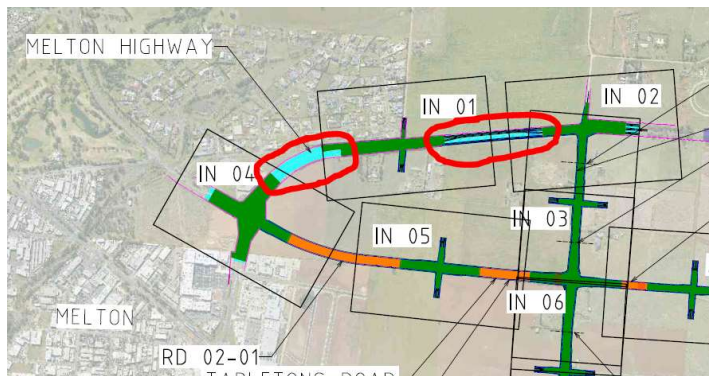 MELTON HIGHWAY
IN 01
IN 02
IN 04
IN 03
IN 05
IN 06
MELTON
RD 02-01